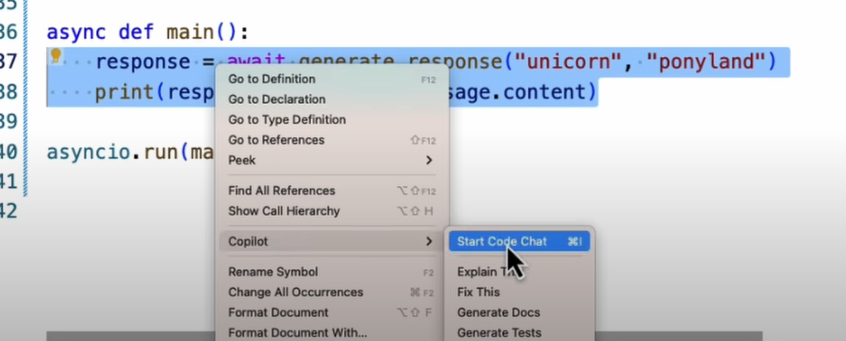 35
36 async def main():
37 response = await generate_response("unicorn", "ponyland")
38 print(resp sage.content)
39
40 asyncio.run(ma
41
42
Go to Definition F12
Go to Declaration
Go to Type Definition
Go to References ⇧F12
Peek >
Find All References ⌥⇧F12
Show Call Hierarchy ⌥⇧H
Copilot >
Rename Symbol F2
Change All Occurrences ⌘F2
Format Document ⌥⇧F
Format Document With...
Start Code Chat ⌘I
Explain
Fix This
Generate Docs
Generate Tests